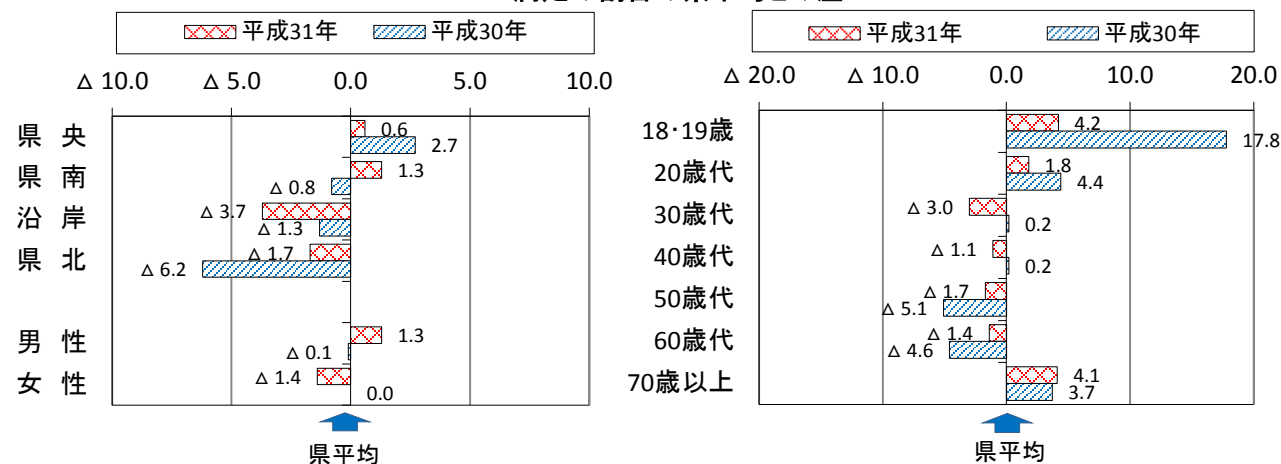 平成31年 平成30年
△ 10.0 △ 5.0 0.0 5.0 10.0
県 央 0.6
2.7
県 南 1.3
△ 0.8
沿 岸 △ 3.7
△ 1.3
県 北 △ 1.7
△ 6.2
男 性 1.3
△ 0.1
女 性 △ 1.4
0.0
県平均
平成31年 平成30年
△ 20.0 △ 10.0 0.0 10.0 20.0
18･19歳 4.2
17.8
20歳代 1.8
4.4
30歳代 △ 3.0
0.2
40歳代 △ 1.1
0.2
50歳代 △ 1.7
△ 5.1
60歳代 △ 1.4
△ 4.6
70歳以上 4.1
3.7
県平均